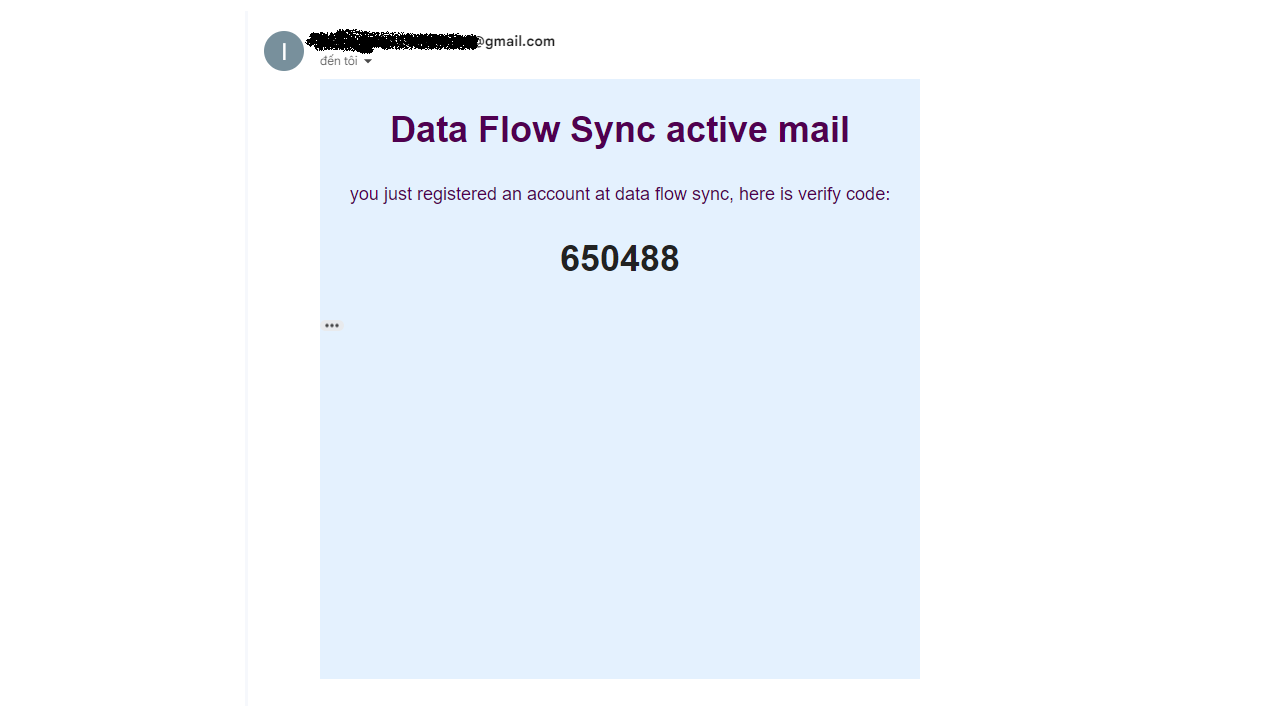 I
@gmail.com
đến tôi
Data Flow Sync active mail
you just registered an account at data flow sync, here is verify code:
650488